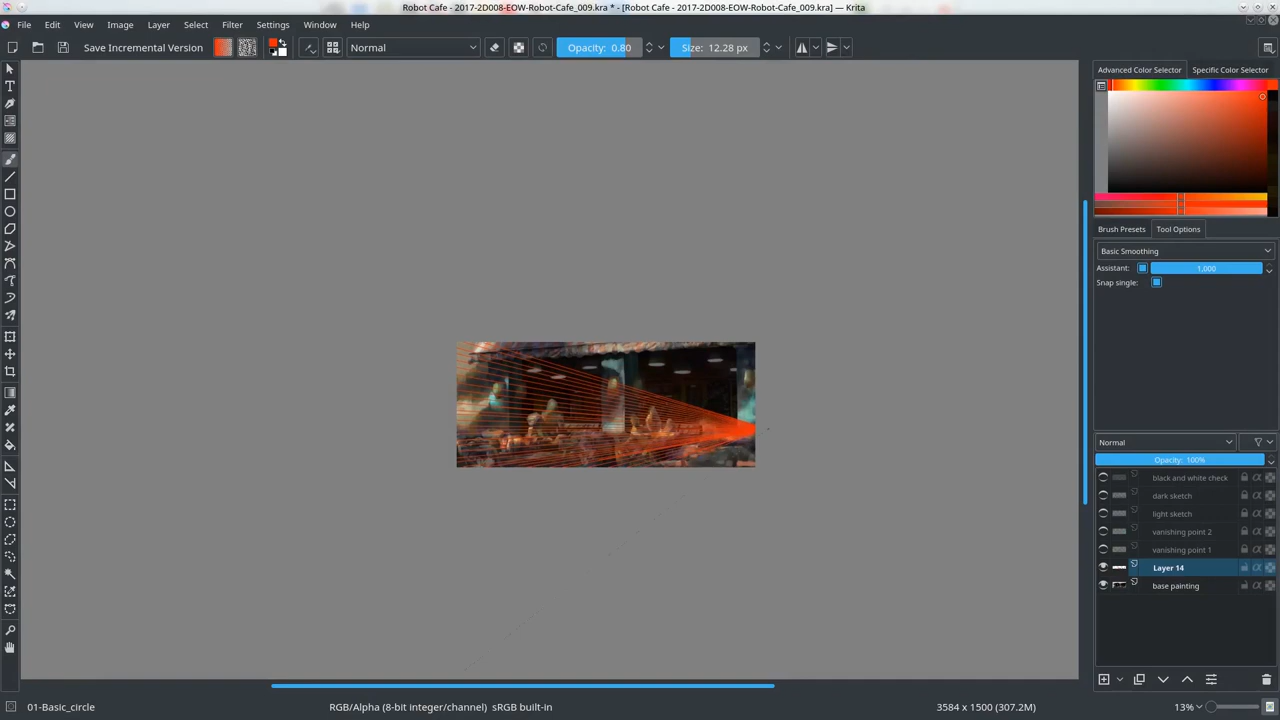 Robot Cafe - 2017-2D008-EOW-Robot-Cafe_009.kra * - [Robot Cafe - 2017-2D008-EOW-Robot-Cafe_009.kra] — Krita
File Edit View Image Layer Select Filter Settings Window Help
Save Incremental Version Normal Opacity: 0.80 Size: 12.28 px
Advanced Color Selector Specific Color Selector
Brush Presets Tool Options
Basic Smoothing
Assistant: 1,000
Snap single:
Normal
Opacity: 100%
black and white check
dark sketch
light sketch
vanishing point 2
vanishing point 1
Layer 14
base painting
01-Basic_circle RGB/Alpha (8-bit integer/channel) sRGB built-in 3584 x 1500 (307.2M) 13%